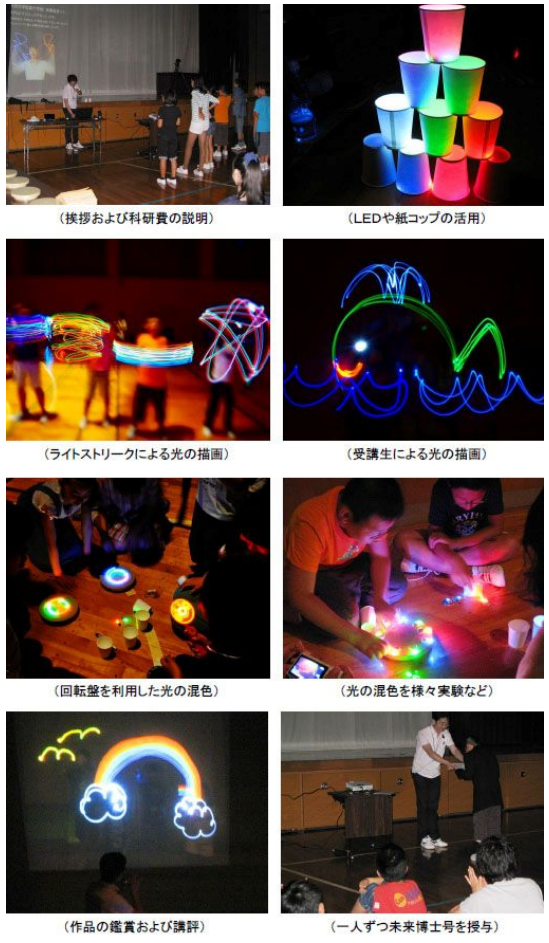 (挨拶および科研費の説明)
(LEDや紙コップの活用)
(ライトストリークによる光の描画)
(受講生による光の描画)
(回転盤を利用した光の混色)
(光の混色を様々実験など)
(作品の鑑賞および講評)
(一人ずつ未来博士号を授与)